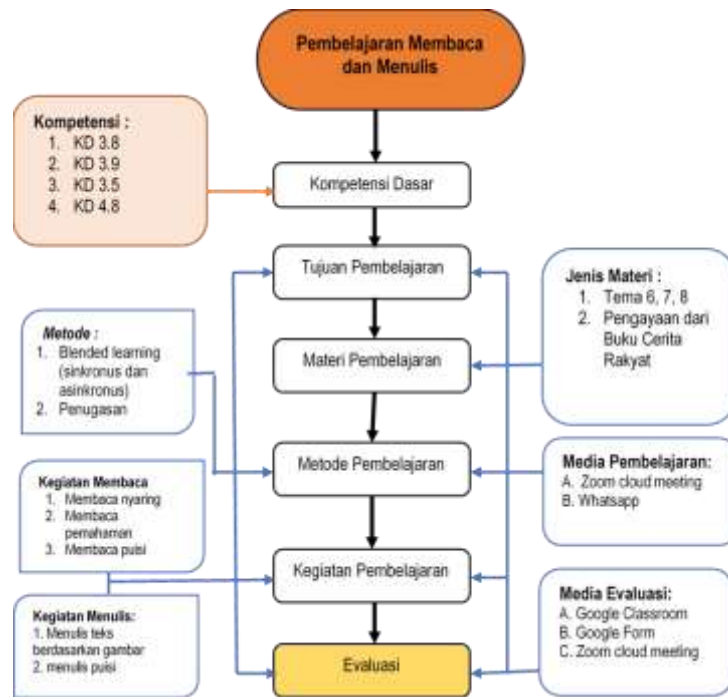 Pembelajaran Membaca
dan Menulis
Kompetensi :
1. KD 3.8
2. KD 3.9
3. KD 3.5
4. KD 4.8
Kompetensi Dasar
Tujuan Pembelajaran
Jenis Materi :
1. Tema 6, 7, 8
2. Pengayaan dari
Buku Cerita
Rakyat
Metode :
1. Blended learning
(sinkronus dan
asinkronus)
2. Penugasan
Materi Pembelajaran
Metode Pembelajaran
Media Pembelajaran:
A. Zoom cloud meeting
B. Whatsapp
Kegiatan Membaca
1. Membaca nyaring
2. Membaca
pemahaman
3. Membaca puisi
Kegiatan Pembelajaran
Kegiatan Menulis:
1. Menulis teks
berdasarkan gambar
2. menulis puisi
Media Evaluasi:
A. Google Classroom
B. Google Form
C. Zoom cloud meeting
Evaluasi